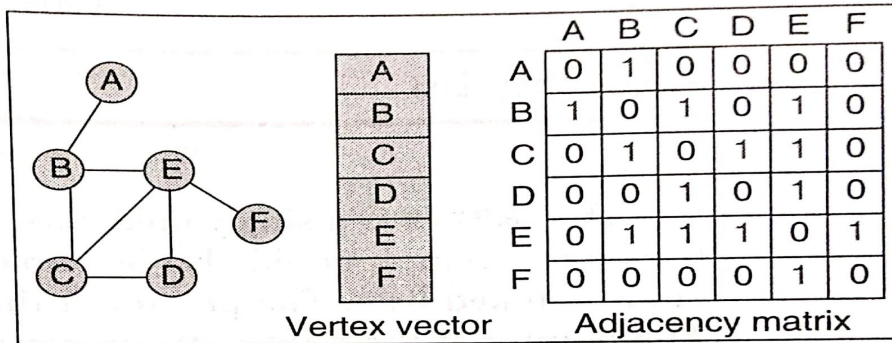 A
B E
F
C D
A
B
C
D
E
F
Vertex vector
A B C D E F
A 0 1 0 0 0 0
B 1 0 1 0 1 0
C 0 1 0 1 1 0
D 0 0 1 0 1 0
E 0 1 1 1 0 1
F 0 0 0 0 1 0
Adjacency matrix